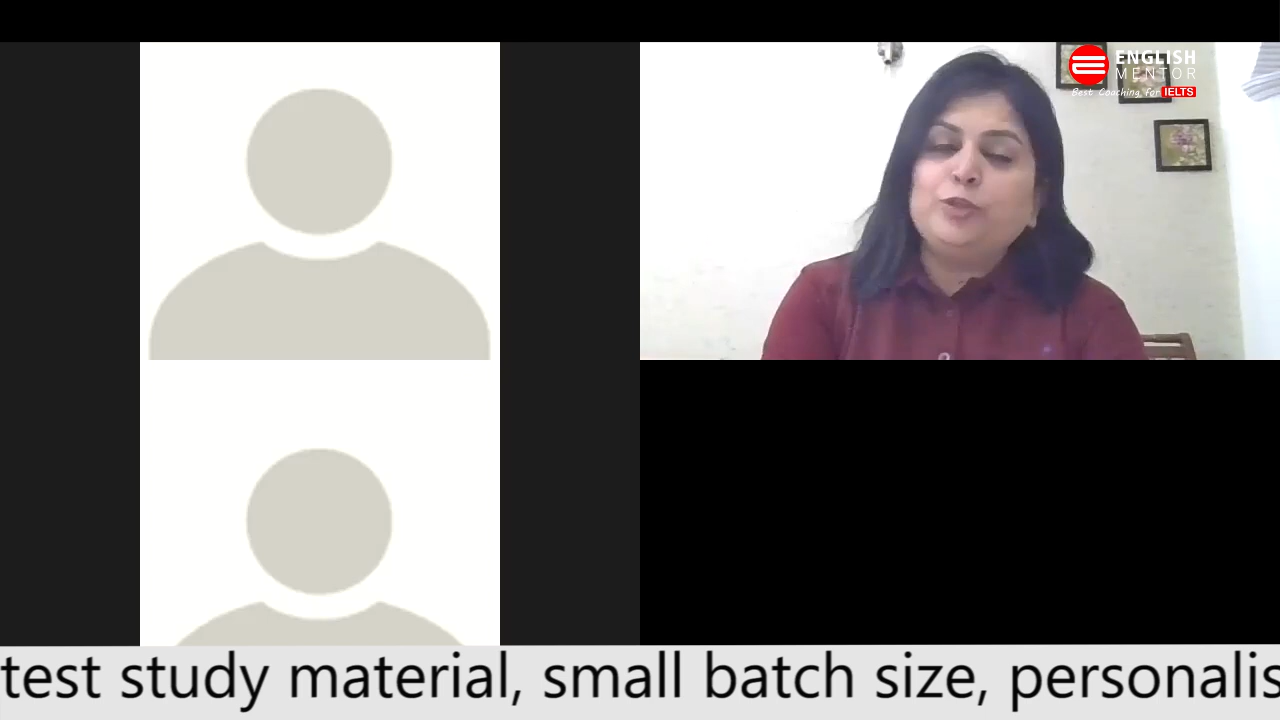 ENGLISH
MENTOR
Best Coaching for IELTS
test study material, small batch size, personalis